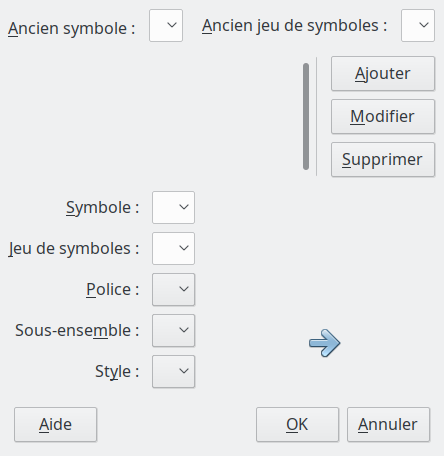 Ancien symbole : Ancien jeu de symboles :
Ajouter
Modifier
Supprimer
Symbole :
Jeu de symboles :
Police :
Sous-ensemble :
Style :
Aide OK Annuler